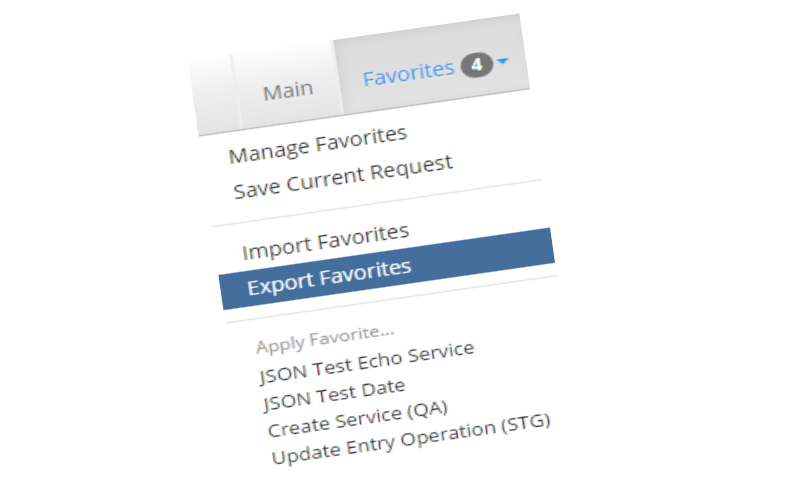 Main
Favorites 4
Manage Favorites
Save Current Request
Import Favorites
Export Favorites
Apply Favorite...
JSON Test Echo Service
JSON Test Date
Create Service (QA)
Update Entry Operation (STG)